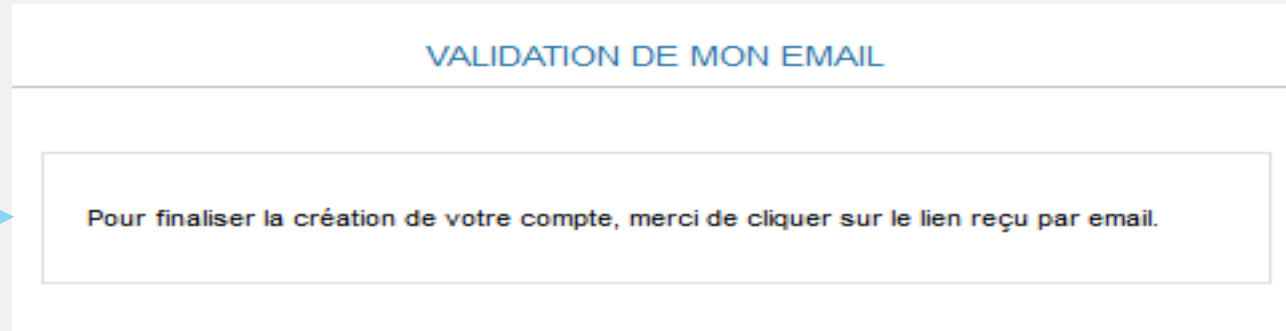 VALIDATION DE MON EMAIL
Pour finaliser la création de votre compte, merci de cliquer sur le lien reçu par email.